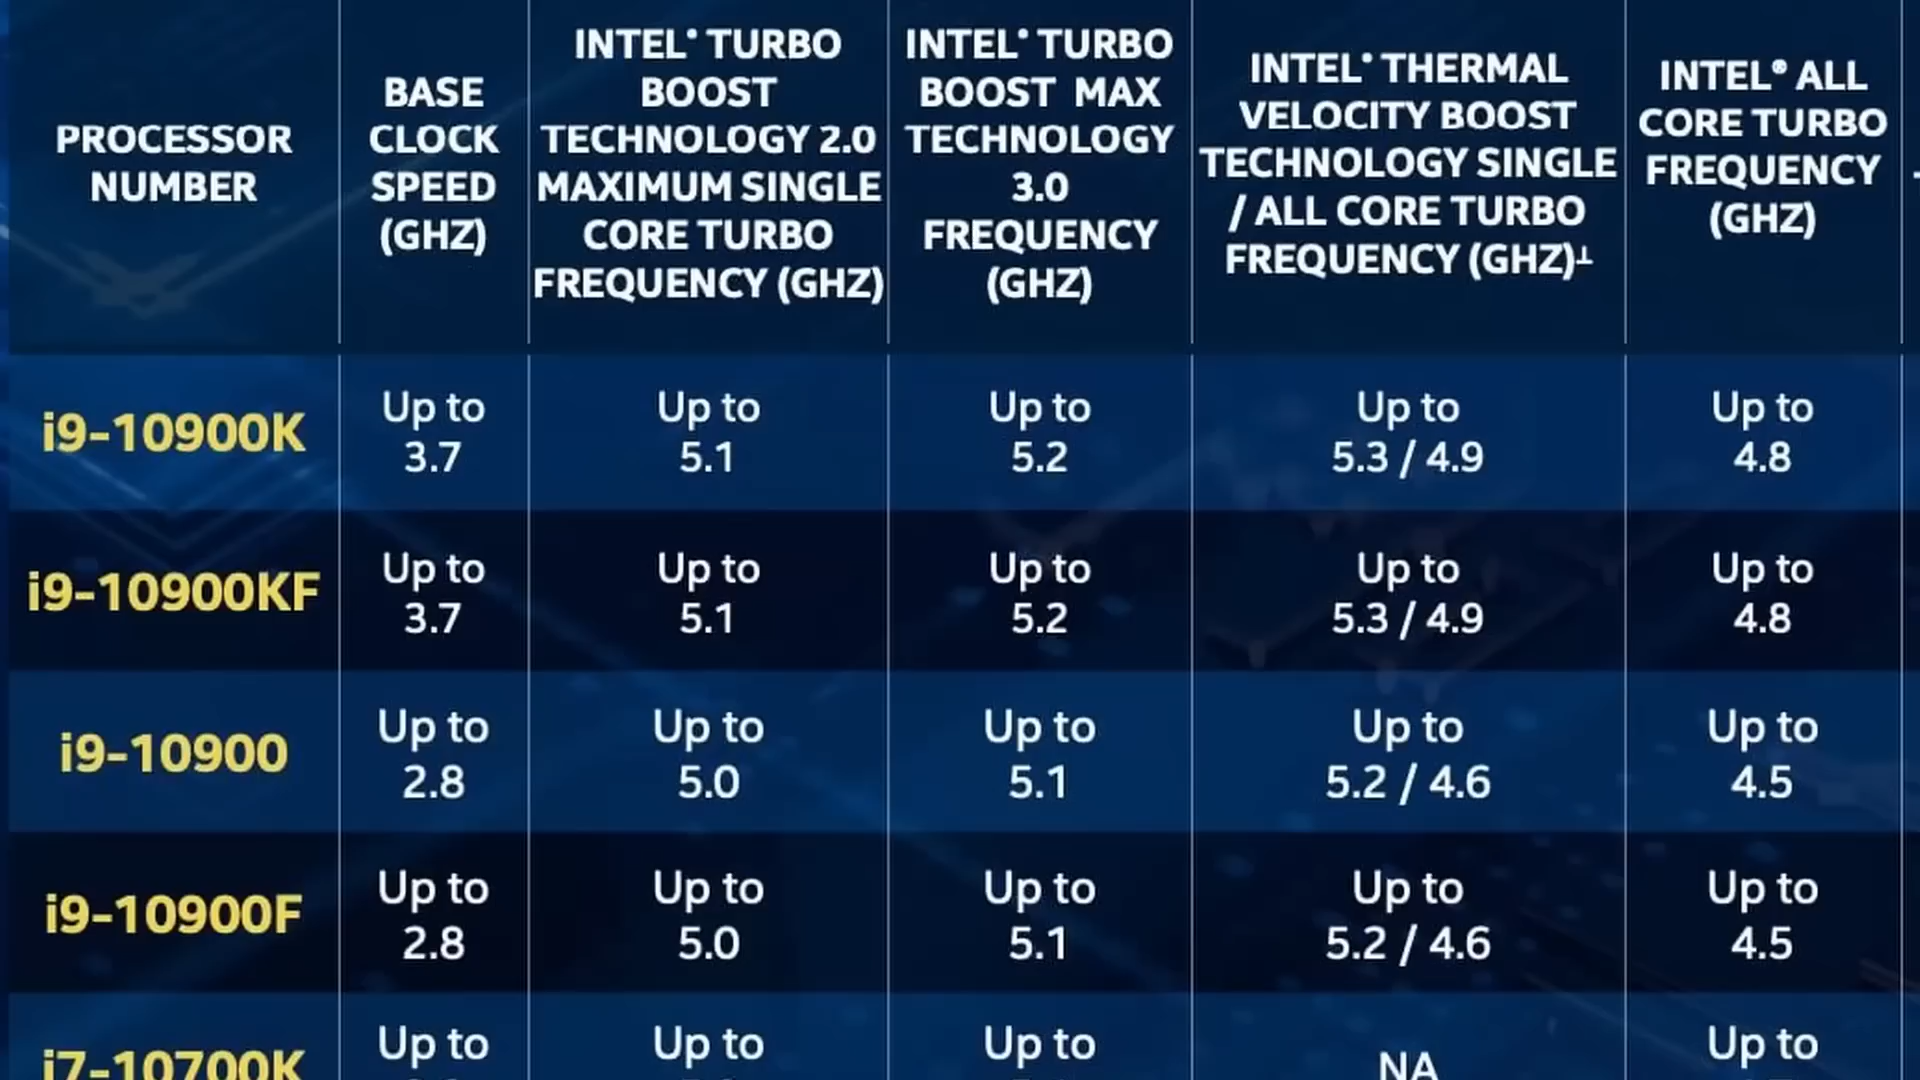 PROCESSOR
NUMBER
BASE
CLOCK
SPEED
(GHZ)
INTEL® TURBO
BOOST
TECHNOLOGY 2.0
MAXIMUM SINGLE
CORE TURBO
FREQUENCY (GHZ)
INTEL® TURBO
BOOST MAX
TECHNOLOGY
3.0
FREQUENCY
(GHZ)
INTEL® THERMAL
VELOCITY BOOST
TECHNOLOGY SINGLE
/ ALL CORE TURBO
FREQUENCY (GHZ)┴
INTEL® ALL
CORE TURBO
FREQUENCY
(GHZ)
i9-10900K
Up to
3.7
Up to
5.1
Up to
5.2
Up to
5.3 / 4.9
Up to
4.8
i9-10900KF
Up to
3.7
Up to
5.1
Up to
5.2
Up to
5.3 / 4.9
Up to
4.8
i9-10900
Up to
2.8
Up to
5.0
Up to
5.1
Up to
5.2 / 4.6
Up to
4.5
i9-10900F
Up to
2.8
Up to
5.0
Up to
5.1
Up to
5.2 / 4.6
Up to
4.5
i7-10700K
Up to
Up to
Up to
NA
Up to